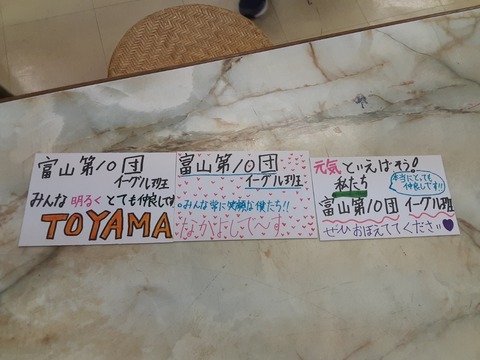 富山第10団
イーグル班
みんな明るくとても仲良しです
TOYAMA
富山第10団
イーグル班
。みんな常に笑顔な僕たち!!
なかよしで〜す
元気といえばそう!
私たち
本当にとっても
仲良しです!!
富山第10団 イーグル班
ぜひおぼえててください